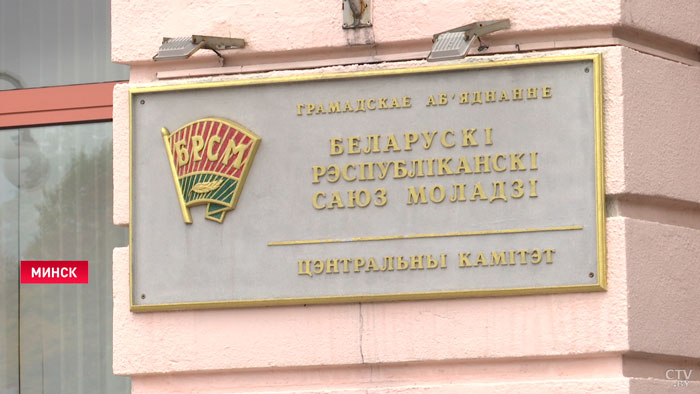 ГРАМАДСКАЕ АБ'ЯДНАННЕ
БЕЛАРУСКІ
РЭСПУБЛІКАНСКІ
САЮЗ МОЛАДЗІ
БРСМ
ЦЭНТРАЛЬНЫ КАМІТЭТ
МИНСК
CTV